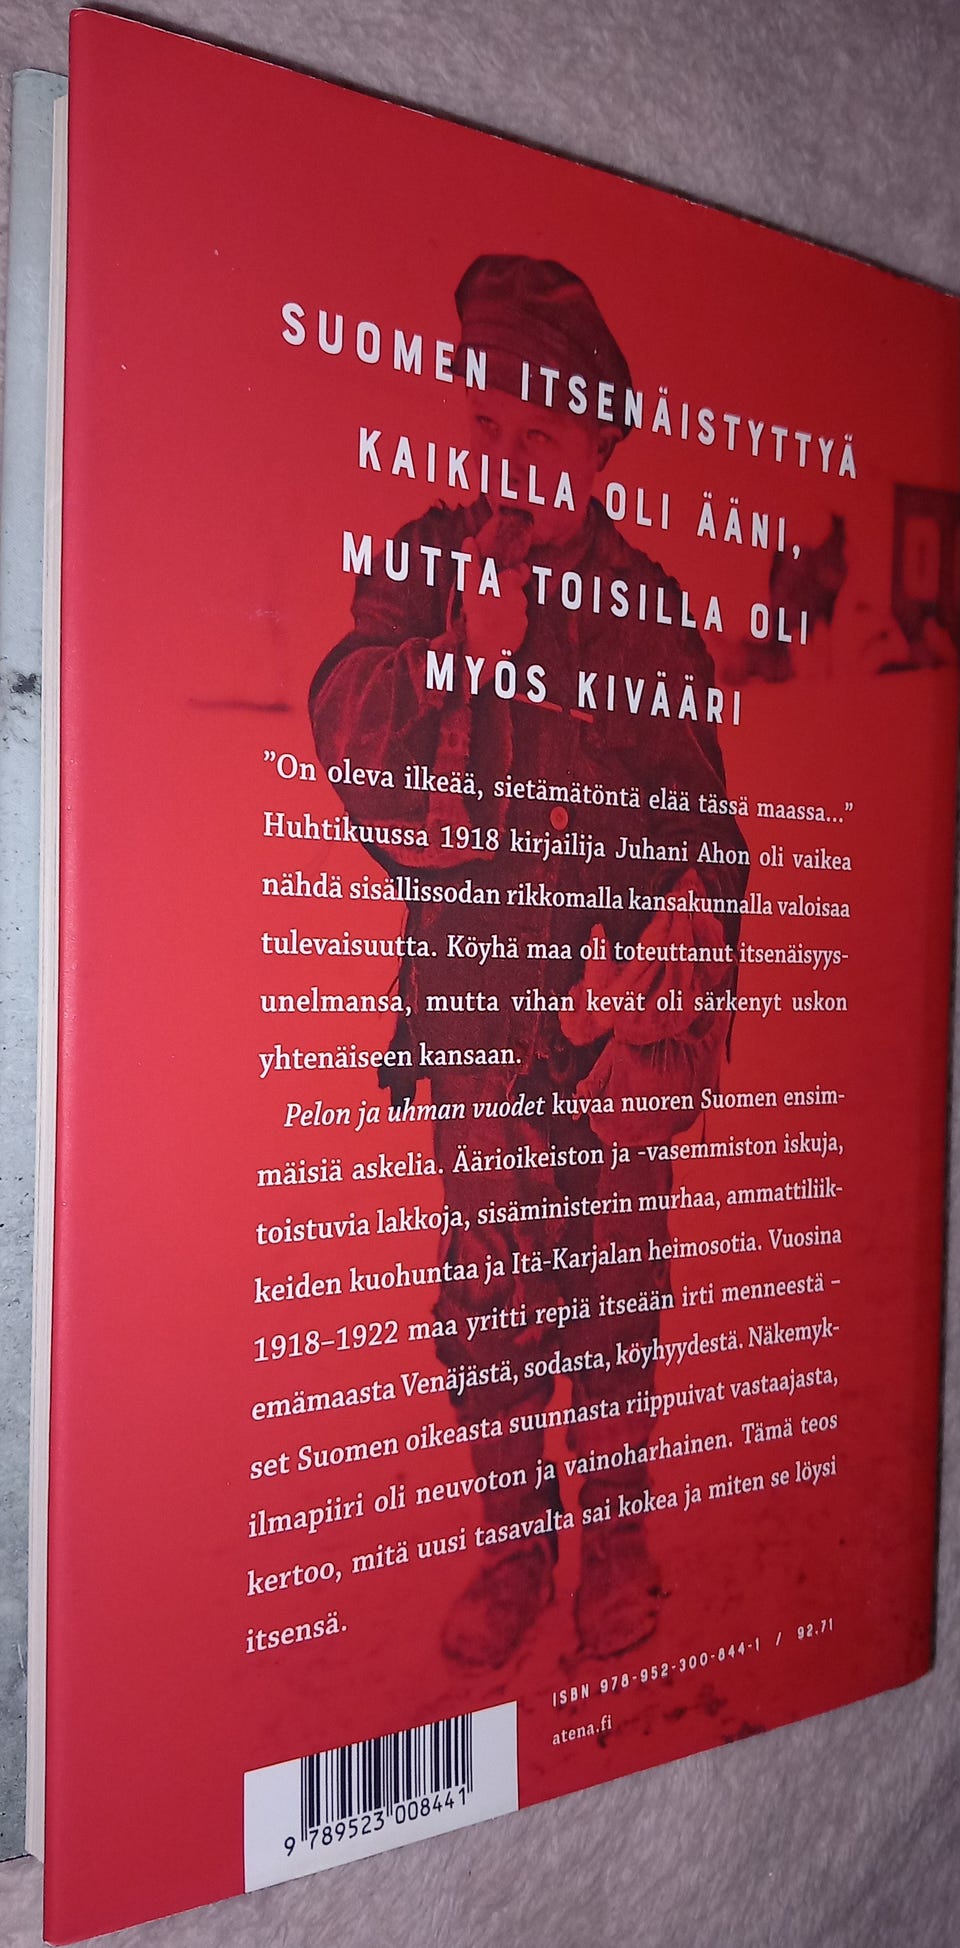 SUOMEN ITSENÄISTYTTYÄ
KAIKILLA OLI ÄÄNI,
MUTTA TOISILLA OLI
MYÖS KIVÄÄRI
”On oleva ilkeää, sietämätöntä elää tässä maassa...”
Huhtikuussa 1918 kirjailija Juhani Ahon oli vaikea
nähdä sisällissodan rikkomalla kansakunnalla valoisaa
tulevaisuutta. Köyhä maa oli toteuttanut itsenäisyys-
unelmansa, mutta vihan kevät oli särkenyt uskon
yhtenäiseen kansaan.
Pelon ja uhman vuodet kuvaa nuoren Suomen ensim-
mäisiä askelia. Äärioikeiston ja -vasemmiston iskuja,
toistuvia lakkoja, sisäministerin murhaa, ammattiliik-
keiden kuohuntaa ja Itä-Karjalan heimosotia. Vuosina
1918–1922 maa yritti repiä itseään irti menneestä –
emämaasta Venäjästä, sodasta, köyhyydestä. Näkemyk-
set Suomen oikeasta suunnasta riippuivat vastaajasta,
ilmapiiri oli neuvoton ja vainoharhainen. Tämä teos
kertoo, mitä uusi tasavalta sai kokea ja miten se löysi
itsensä.
ISBN 978-952-300-844-1 / 92.71
atena.fi
9 789523 008441